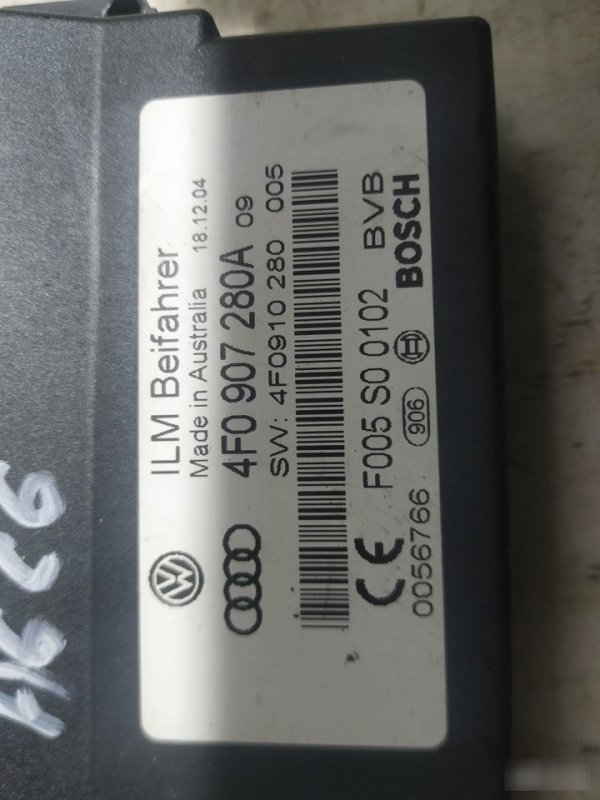 ILM Beifahrer
Made in Australia 18.12.04
4F0 907 280A 09
SW: 4F0910 280 005
F005 S0 0102 BVB
CE 906 BOSCH
0056766